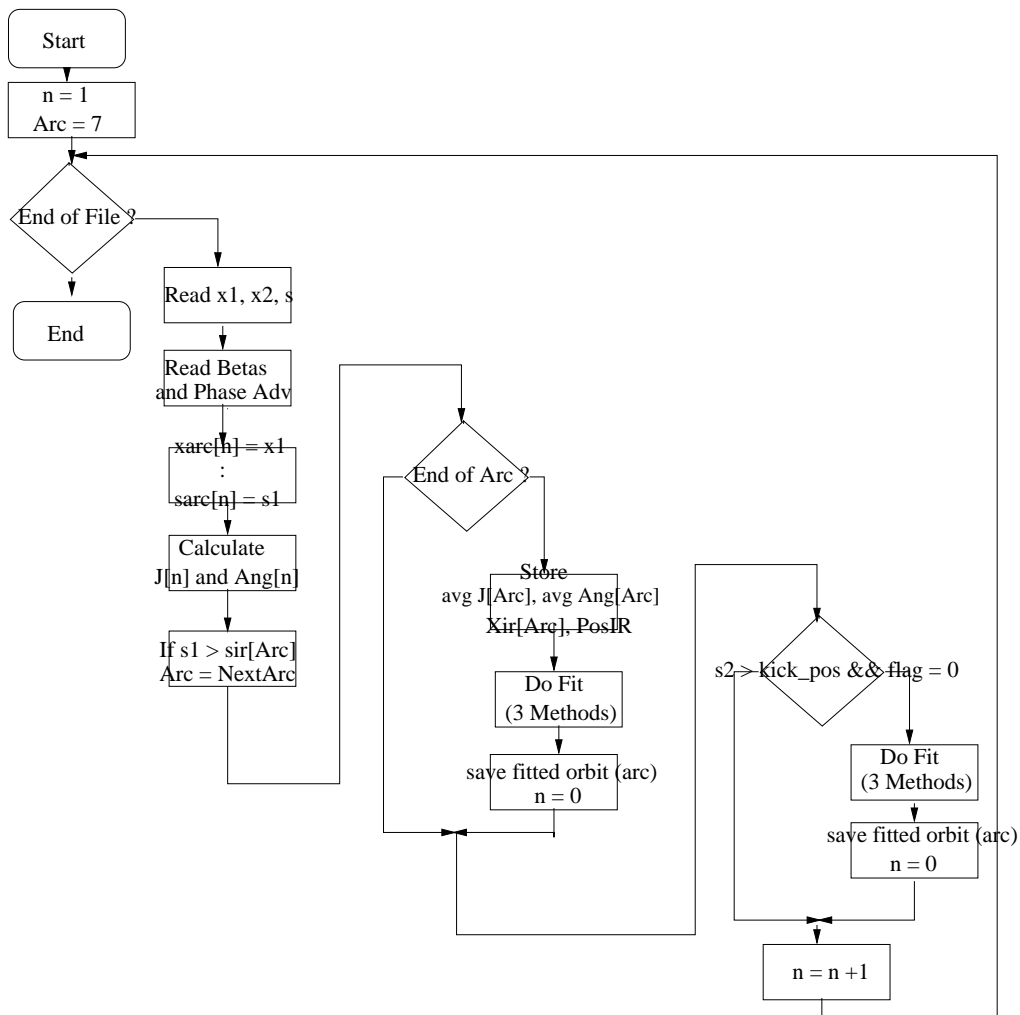 Start
n = 1
Arc = 7
End of File ?
End
Read x1, x2, s
Read Betas
and Phase Adv
xarc[n] = x1
:
sarc[n] = s1
Calculate
J[n] and Ang[n]
If s1 > sir[Arc]
Arc = NextArc
End of Arc ?
Store
avg J[Arc], avg Ang[Arc]
Xir[Arc], PosIR
Do Fit
(3 Methods)
save fitted orbit (arc)
n = 0
s2 > kick_pos && flag = 0
Do Fit
(3 Methods)
save fitted orbit (arc)
n = 0
n = n +1